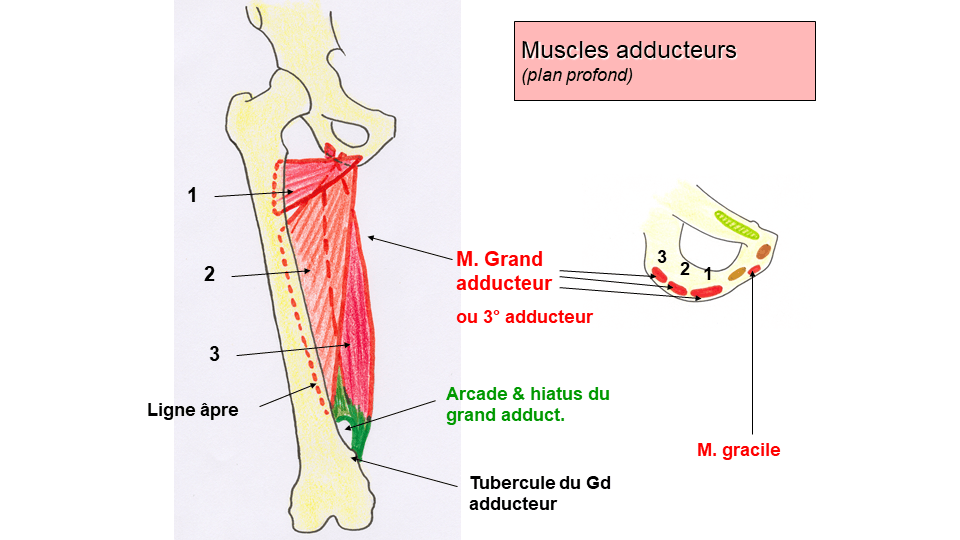 Muscles adducteurs
(plan profond)
1
2
3
Ligne âpre
M. Grand
adducteur
ou 3° adducteur
Arcade & hiatus du
grand adduct.
Tubercule du Gd
adducteur
3
2
1
M. gracile